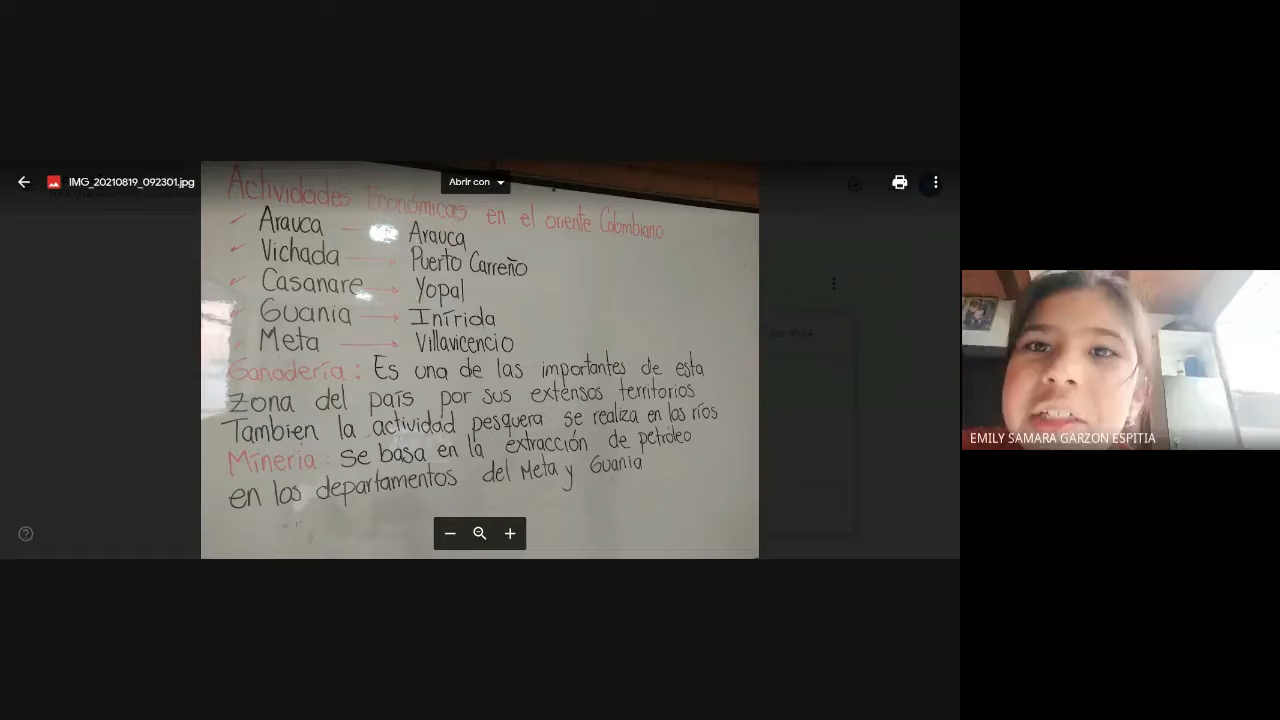 IMG_20210819_092301.jpg
Abrir con
Actividades Económicas en el oriente Colombiano
Arauca Arauca
Vichada → Puerto Carreño
Casanare → Yopal
Guania → Inírida
Meta → Villavicencio
Ganadería: Es una de las importantes de esta
zona del país por sus extensos territorios
Tambien la actividad pesquera se realiza en los ríos
Minería: se basa en la extracción de petróleo
en los departamentos del Meta y Guania
EMILY SAMARA GARZON ESPITIA